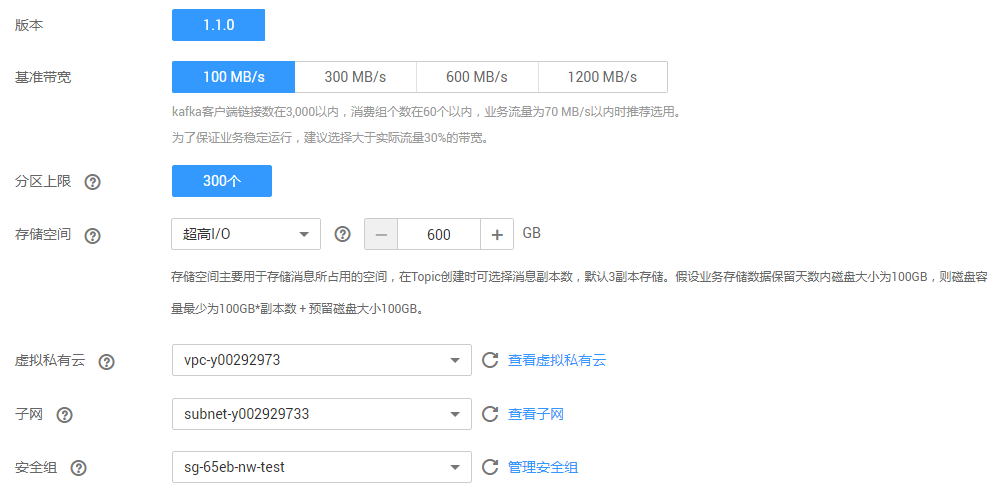 版本 1.1.0
基准带宽 100 MB/s 300 MB/s 600 MB/s 1200 MB/s
kafka客户端链接数在3,000以内，消费组个数在60个以内，业务流量为70 MB/s以内时推荐选用。
为了保证业务稳定运行，建议选择大于实际流量30%的带宽。
分区上限 ? 300个
存储空间 ? 超高I/O ? − 600 + GB
存储空间主要用于存储消息所占用的空间，在Topic创建时可选择消息副本数，默认3副本存储。假设业务存储数据保留天数内磁盘大小为100GB，则磁盘容
量最少为100GB*副本数 + 预留磁盘大小100GB。
虚拟私有云 ? vpc-y00292973 查看虚拟私有云
子网 ? subnet-y002929733 查看子网
安全组 ? sg-65eb-nw-test 管理安全组